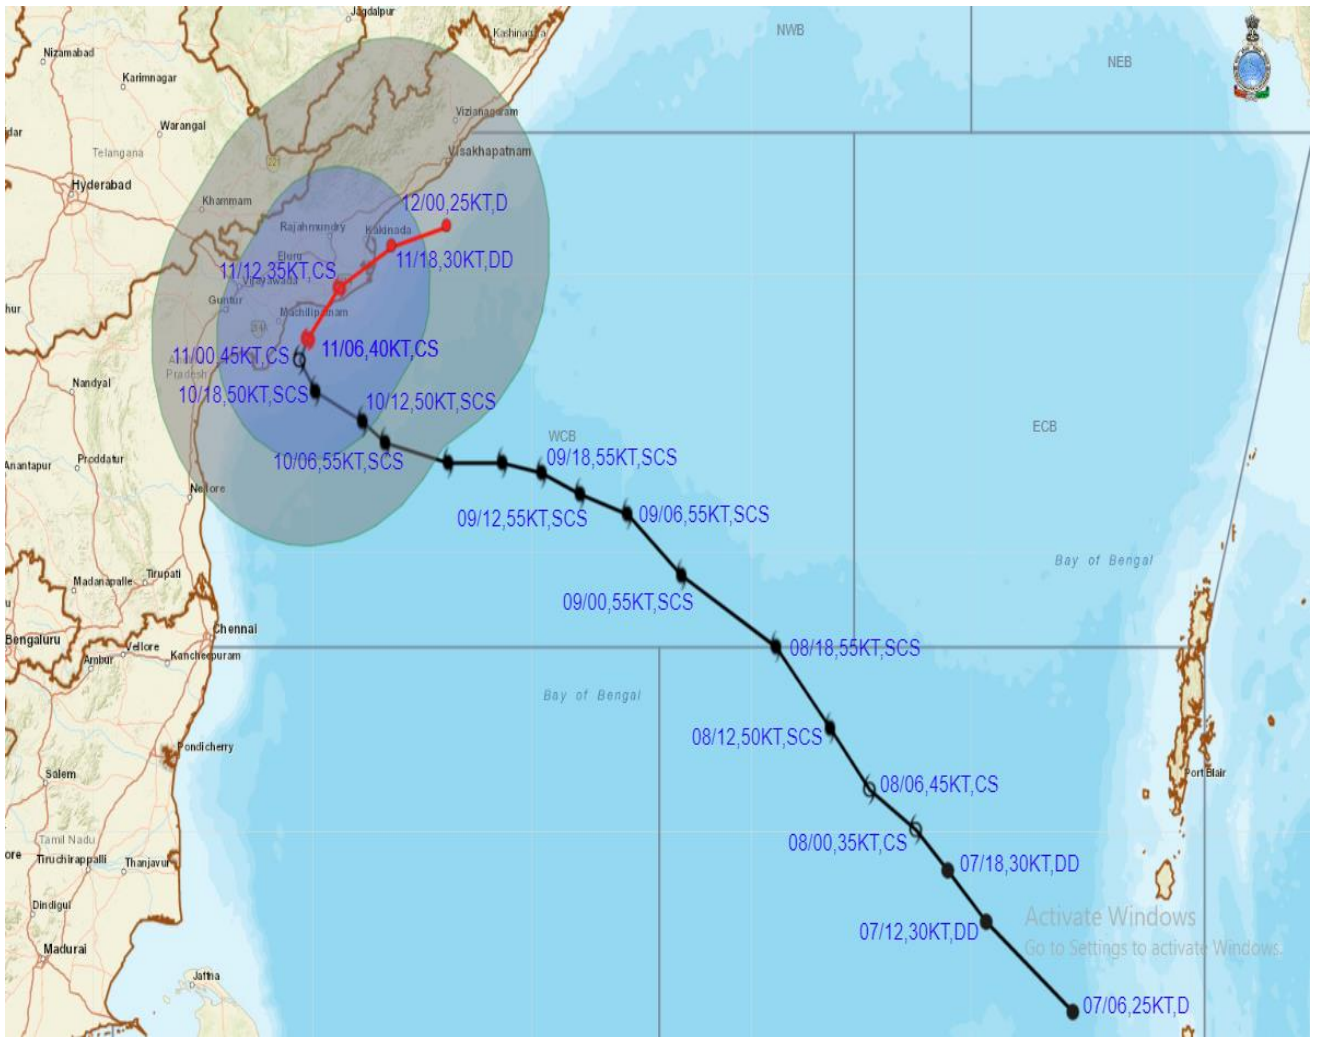 Jagdalpur
Kashinagara
NWB
Nizamabad
NEB
Karimnagar
Vizianagaram
Warangal
dar
Telangana
Visakhapatnam
Hyderabad
Khammam
12/00,25KT,D
Rajahmundry
Kakinada
Eluru
11/18,30KT,DD
11/12,35KT,CS
Vijayawada
Guntur
hur
Machilipatnam
11/06,40KT,CS
11/00,45KT,CS
Andhra
Pradesh
Nandyal
10/18,50KT,SCS
10/12,50KT,SCS
WCB
ECB
Anantapur
Proddatur
10/06,55KT,SCS
09/18,55KT,SCS
Nellore
09/12,55KT,SCS
09/06,55KT,SCS
Bay of Bengal
Tirupati
Madanapalle
09/00,55KT,SCS
Chennai
Bengaluru
Vellore
Kancheepuram
Ambur
08/18,55KT,SCS
Bay of Bengal
08/12,50KT,SCS
Pondicherry
Salem
Port Blair
08/06,45KT,CS
Tamil Nadu
08/00,35KT,CS
ore
Tiruchirappalli
Thanjavur
07/18,30KT,DD
Dindigul
Activate Windows
07/12,30KT,DD
Go to Settings to activate Windows.
Madurai
Jaffna
07/06,25KT,D